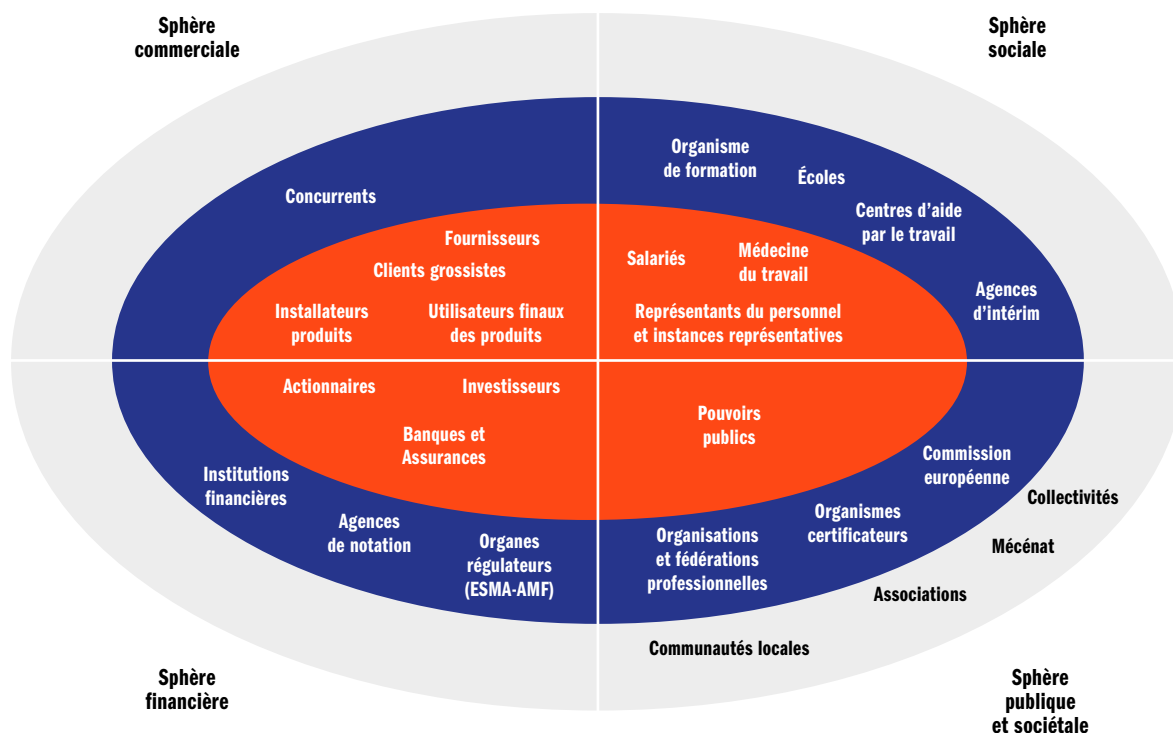 Sphère
commerciale
Sphère
sociale
Organisme
de formation
Écoles
Concurrents
Centres d’aide
par le travail
Fournisseurs
Salariés
Médecine
du travail
Clients grossistes
Agences
d’intérim
Installateurs
produits
Utilisateurs finaux
des produits
Représentants du personnel
et instances représentatives
Actionnaires
Investisseurs
Pouvoirs
publics
Banques et
Assurances
Commission
européenne
Institutions
financières
Collectivités
Organismes
certificateurs
Agences
de notation
Organes
régulateurs
(ESMA-AMF)
Organisations
et fédérations
professionnelles
Mécénat
Associations
Communautés locales
Sphère
financière
Sphère
publique
et sociétale